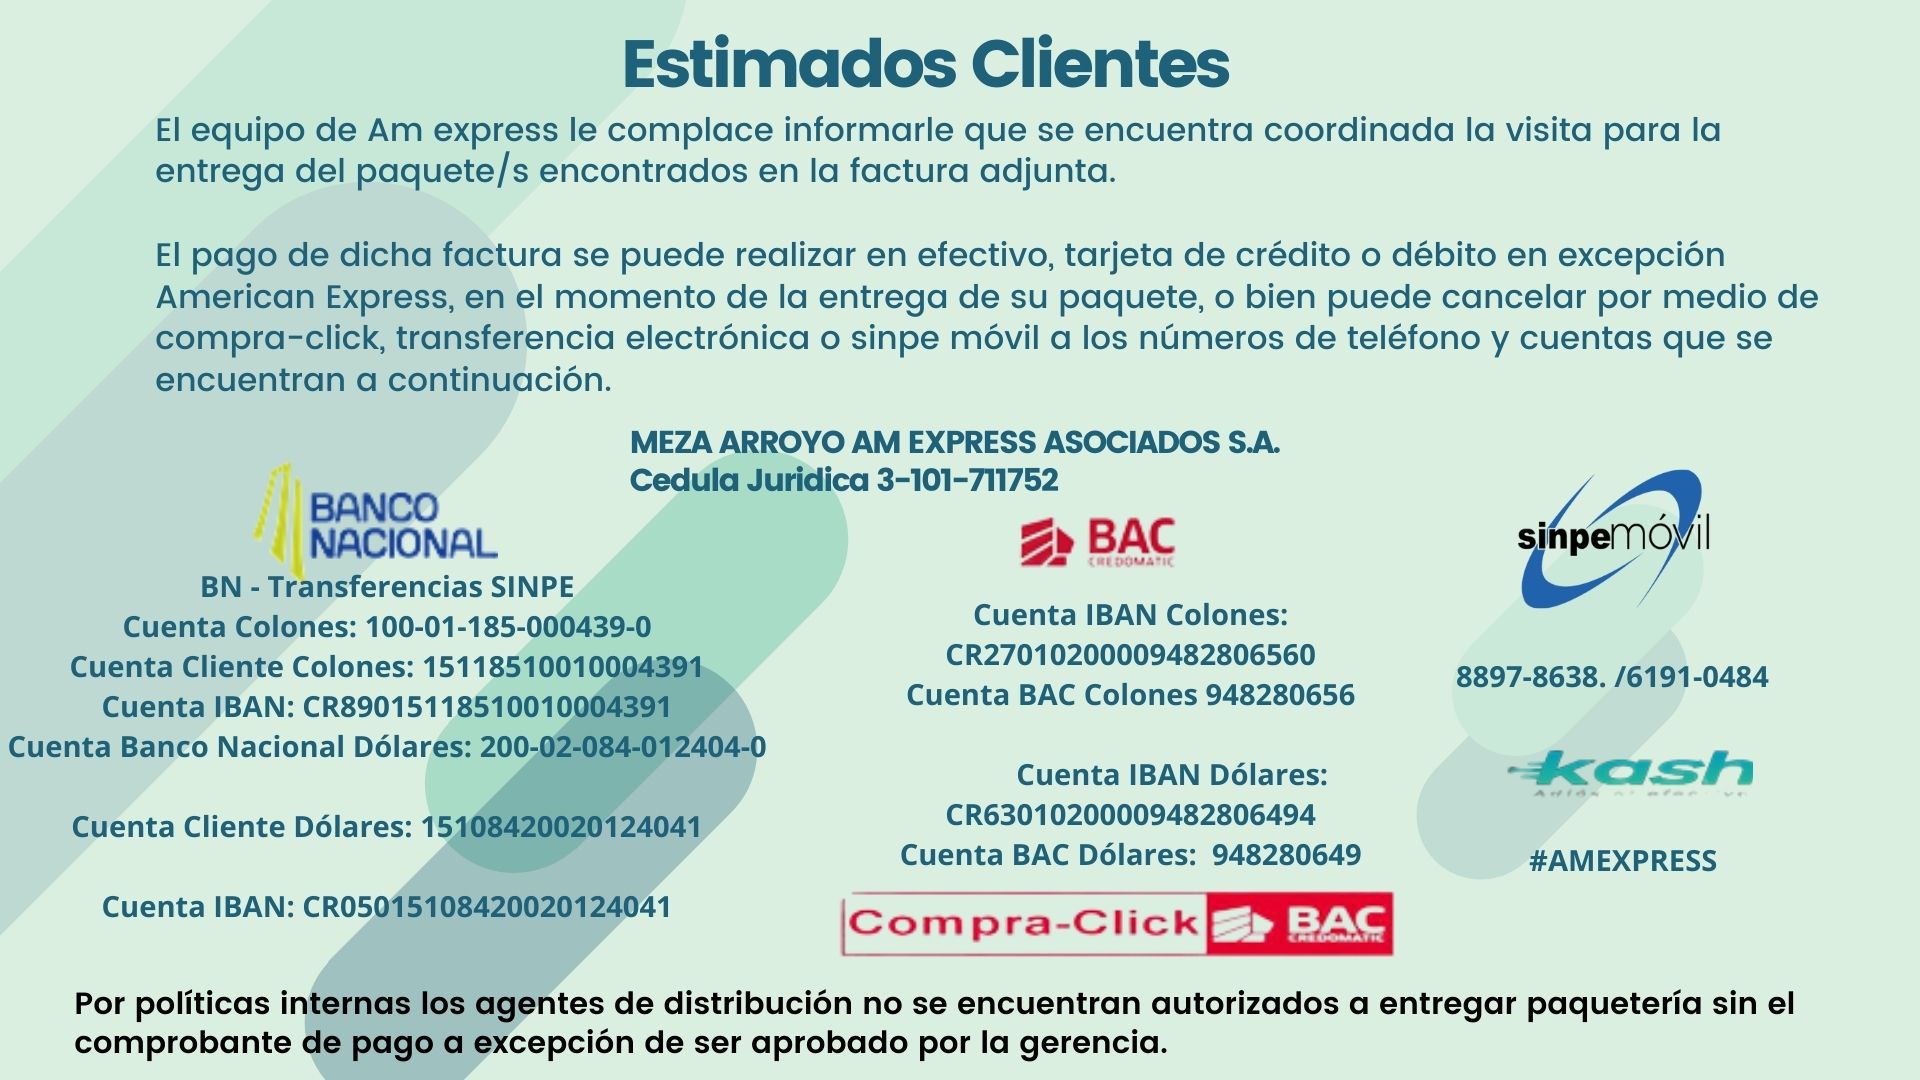 Estimados Clientes
El equipo de Am express le complace informarle que se encuentra coordinada la visita para la
entrega del paquete/s encontrados en la factura adjunta.
El pago de dicha factura se puede realizar en efectivo, tarjeta de crédito o débito en excepción
American Express, en el momento de la entrega de su paquete, o bien puede cancelar por medio de
compra-click, transferencia electrónica o sinpe móvil a los números de teléfono y cuentas que se
encuentran a continuación.
MEZA ARROYO AM EXPRESS ASOCIADOS S.A.
Cedula Juridica 3-101-711752
BANCO
NACIONAL
BN - Transferencias SINPE
Cuenta Colones: 100-01-185-000439-0
Cuenta Cliente Colones: 15118510010004391
Cuenta IBAN: CR89015118510010004391
Cuenta Banco Nacional Dólares: 200-02-084-012404-0
Cuenta Cliente Dólares: 15108420020124041
Cuenta IBAN: CR05015108420020124041
BAC
CREDOMATIC
Cuenta IBAN Colones:
CR27010200009482806560
Cuenta BAC Colones 948280656
Cuenta IBAN Dólares:
CR63010200009482806494
Cuenta BAC Dólares: 948280649
Compra-Click BAC
CREDOMATIC
sinpemóvil
8897-8638. /6191-0484
kash
#AMEXPRESS
Por políticas internas los agentes de distribución no se encuentran autorizados a entregar paquetería sin el
comprobante de pago a excepción de ser aprobado por la gerencia.